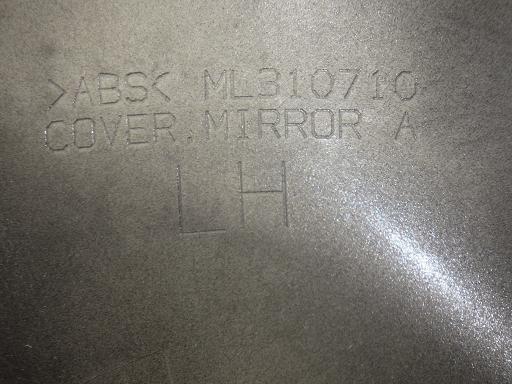 >ABS< ML310710
COVER,MIRROR A
LH